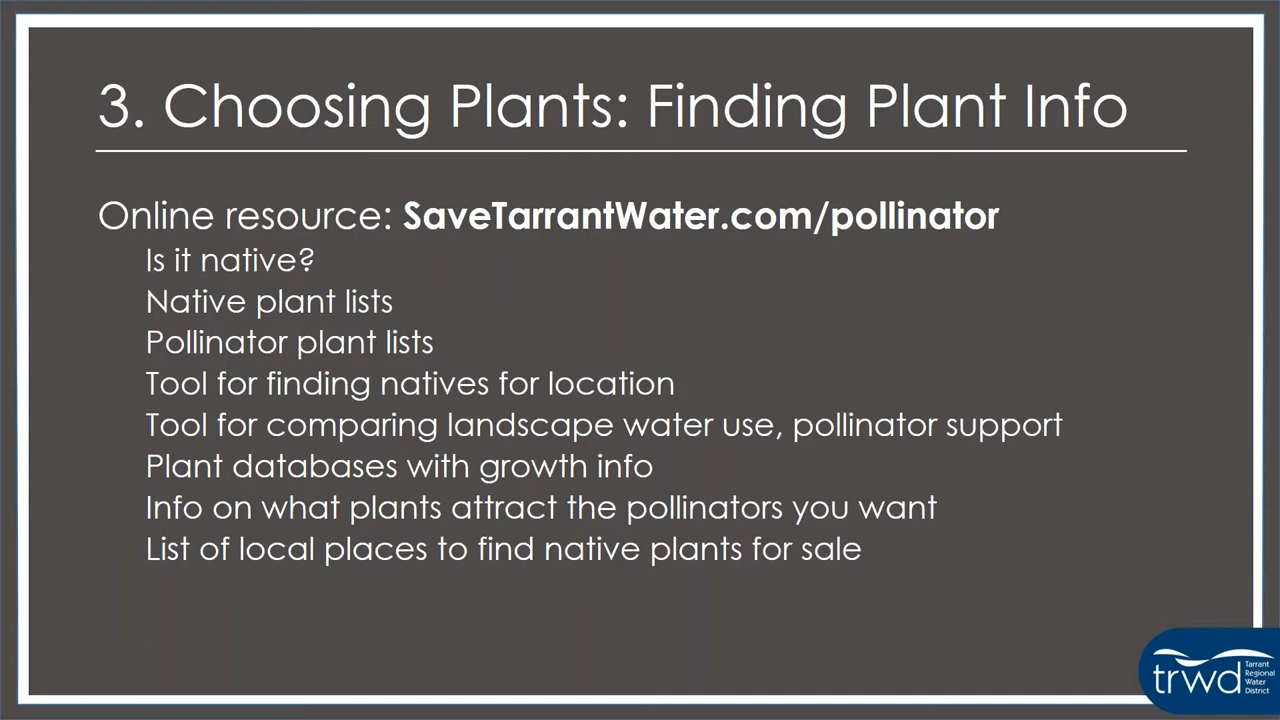 3. Choosing Plants: Finding Plant Info
Online resource: SaveTarrantWater.com/pollinator
Is it native?
Native plant lists
Pollinator plant lists
Tool for finding natives for location
Tool for comparing landscape water use, pollinator support
Plant databases with growth info
Info on what plants attract the pollinators you want
List of local places to find native plants for sale
trwd
Tarrant
Regional
Water
District